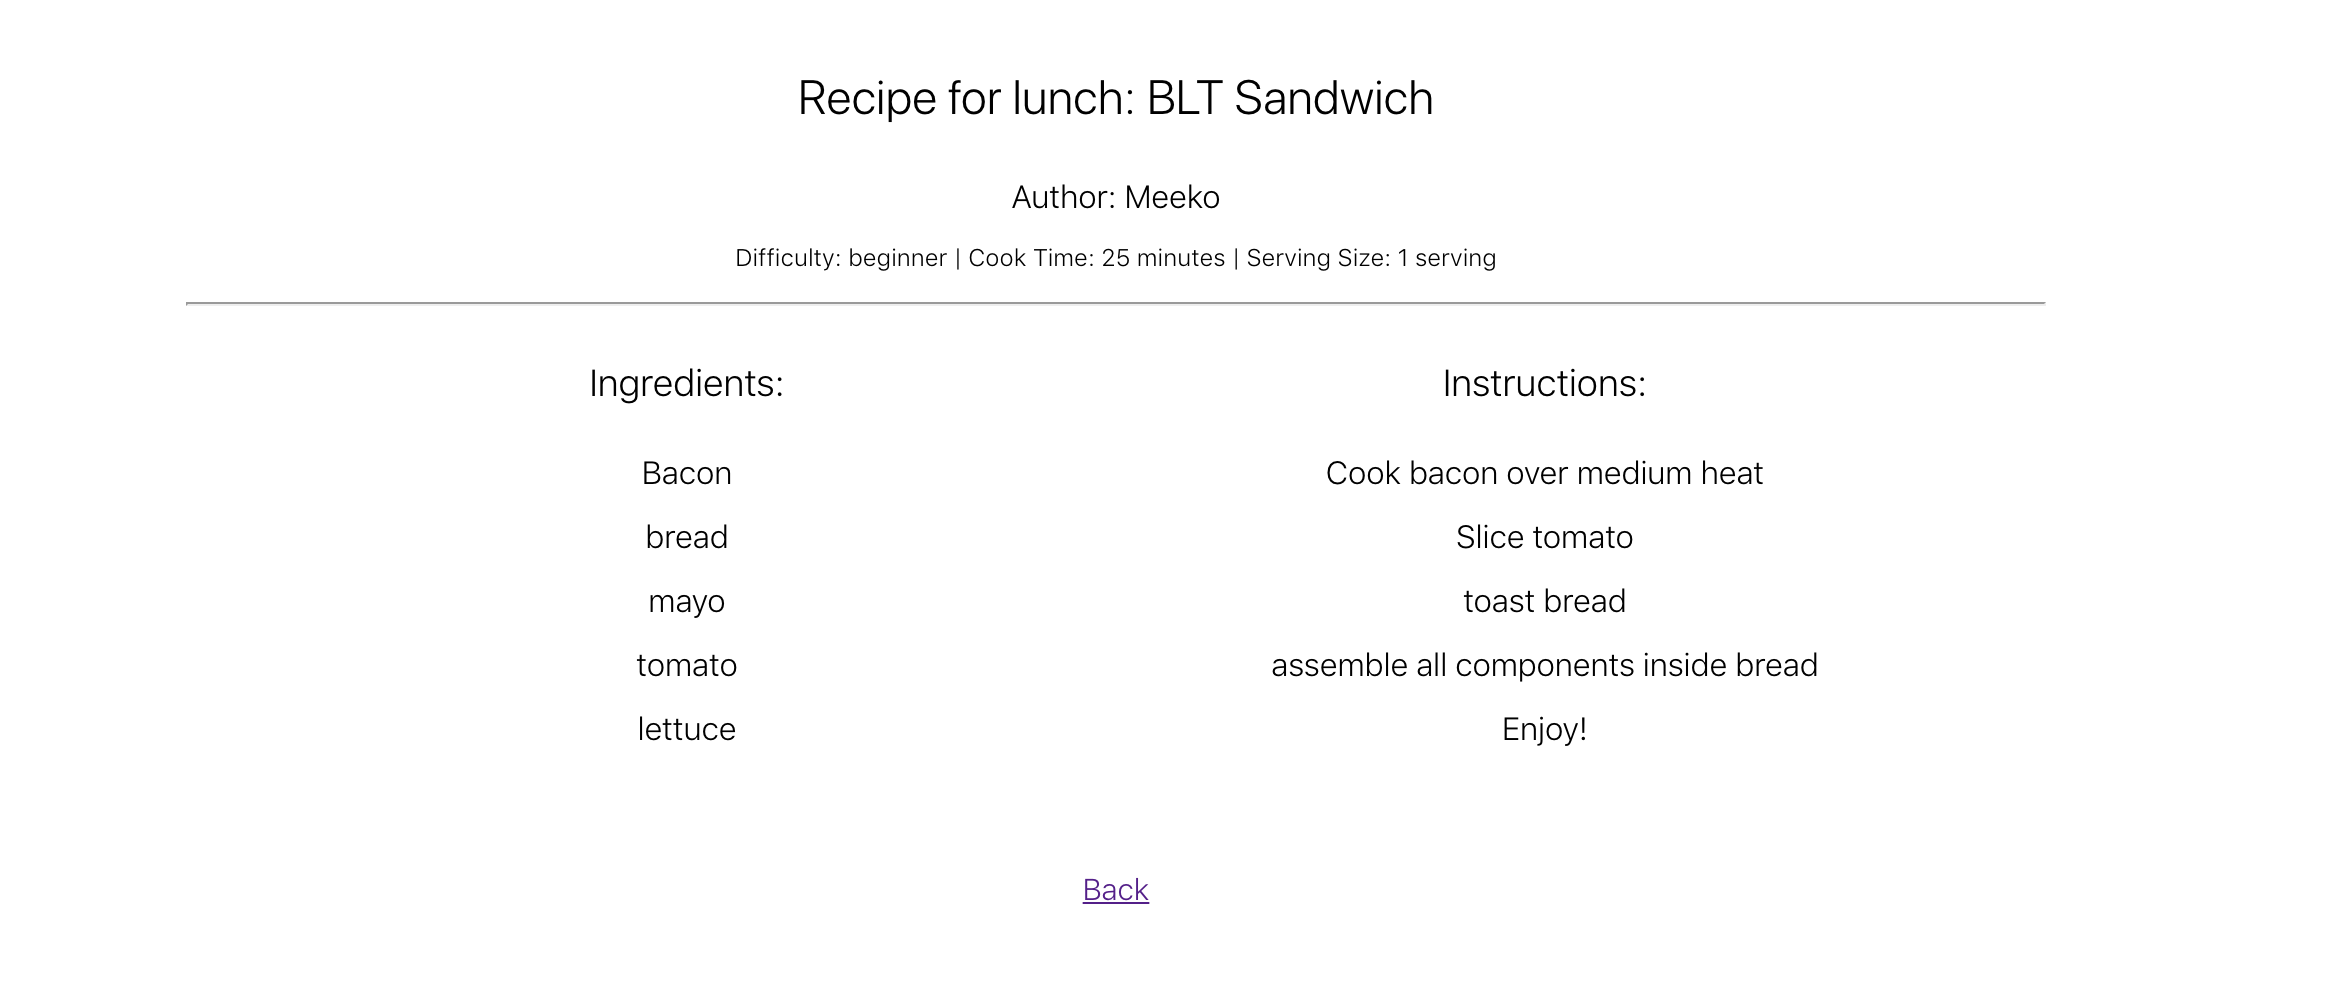 Recipe for lunch: BLT Sandwich
Author: Meeko
Difficulty: beginner | Cook Time: 25 minutes | Serving Size: 1 serving
Ingredients:
Bacon
bread
mayo
tomato
lettuce
Instructions:
Cook bacon over medium heat
Slice tomato
toast bread
assemble all components inside bread
Enjoy!
Back